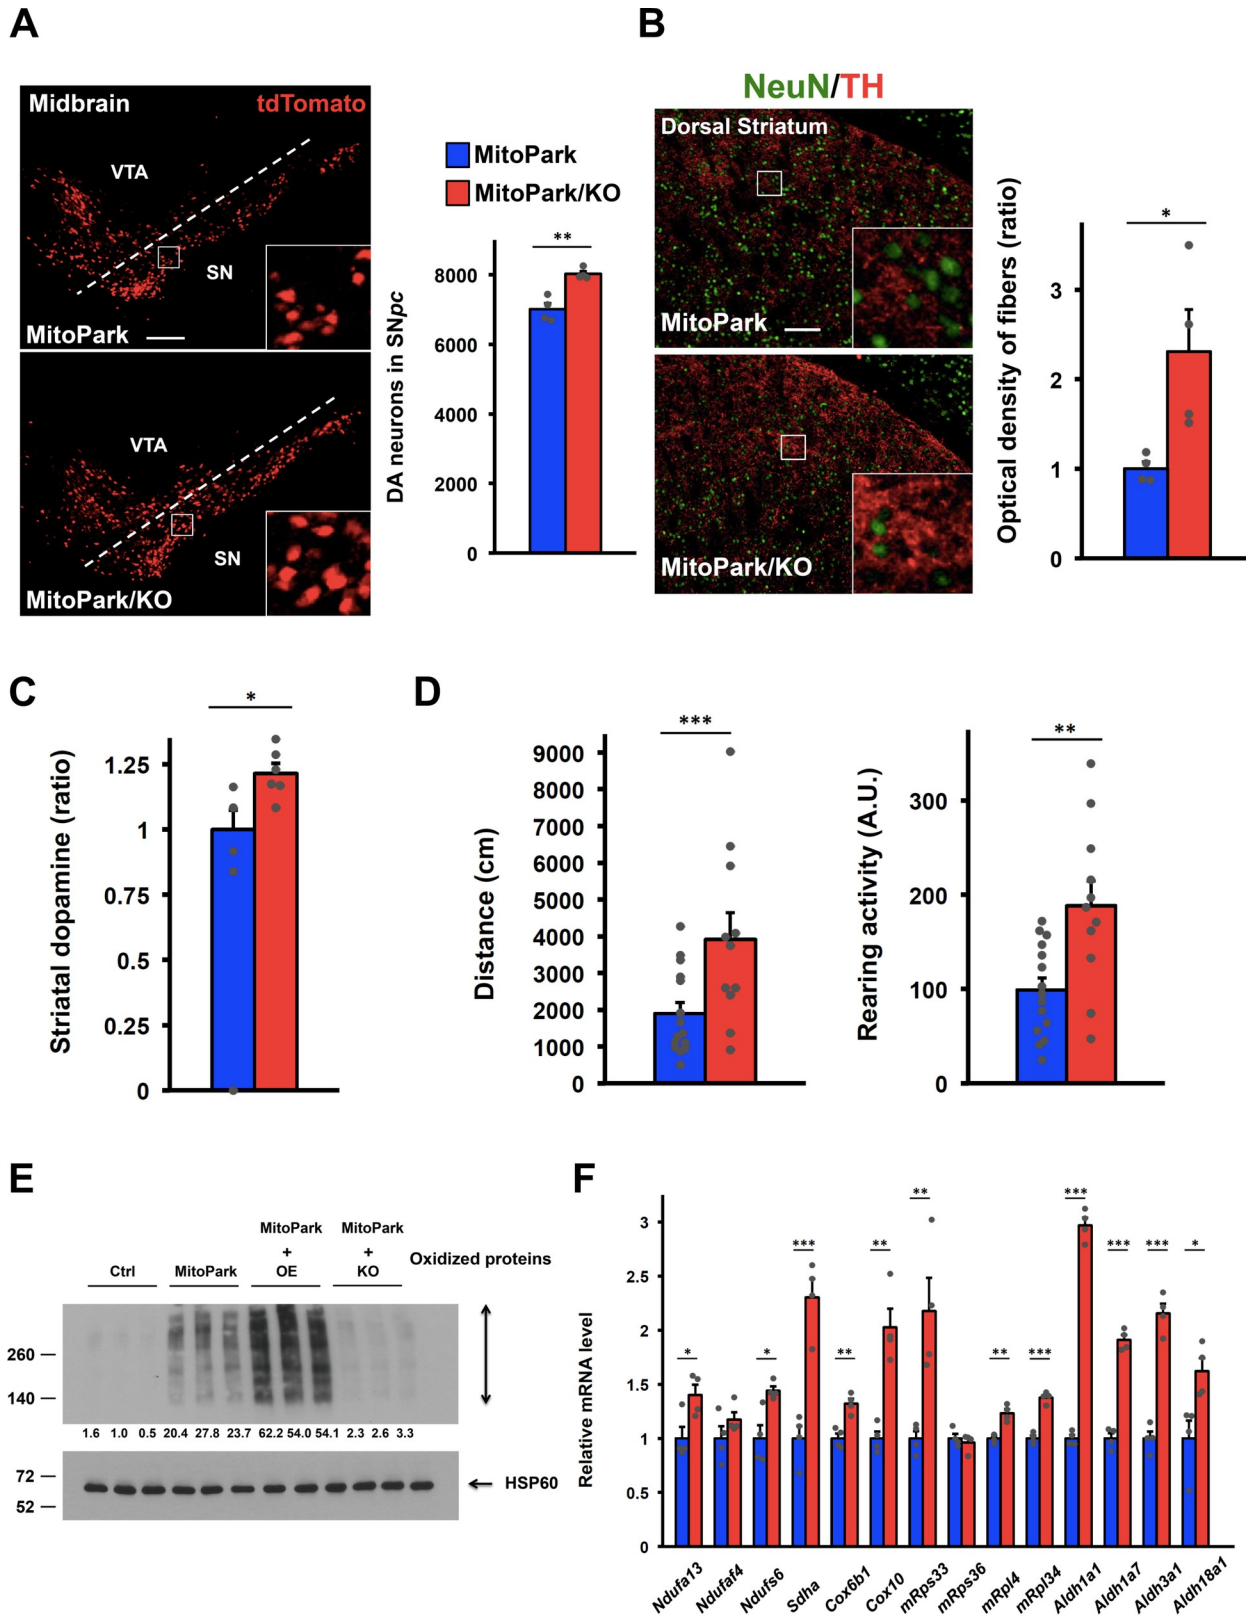 A
Midbrain
tdTomato
VTA
SN
MitoPark
VTA
SN
MitoPark/KO
MitoPark
MitoPark/KO
**
DA neurons in SNpc
8000
6000
4000
2000
0
B
NeuN/TH
Dorsal Striatum
MitoPark
MitoPark/KO
*
Optical density of fibers (ratio)
3
2
1
0
C
*
Striatal dopamine (ratio)
1.25
1
0.75
0.5
0.25
0
D
***
Distance (cm)
9000
8000
7000
6000
5000
4000
3000
2000
1000
0
**
Rearing activity (A.U.)
300
200
100
0
E
Ctrl
MitoPark
MitoPark
+
OE
MitoPark
+
KO
Oxidized proteins
260
140
1.6 1.0 0.5 20.4 27.8 23.7 62.2 54.0 54.1 2.3 2.6 3.3
72
52
HSP60
F
Relative mRNA level
3
2.5
2
1.5
1
0.5
0
* * *** ** ** ** ** *** *** *** *** *
Ndufa13
Ndufaf4
Ndufs6
Sdha
Cox6b1
Cox10
mRps33
mRps36
mRpl4
mRpl34
Aldh1a1
Aldh1a7
Aldh3a1
Aldh18a1